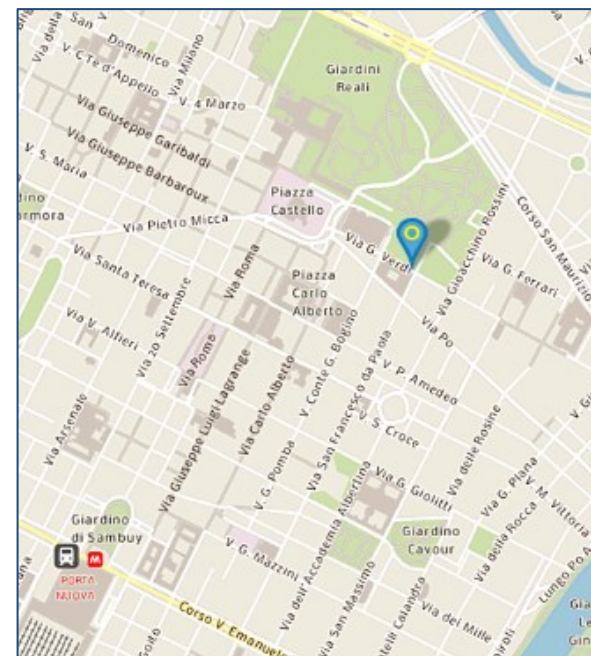 San
Domenico
Via della
V. C.te d'Appello
Via Milano
V. 4 Marzo
Giardini
Reali
Via Giuseppe Garibaldi
Via Giuseppe Barbaroux
V. S. Maria
Piazza
Castello
Via Pietro Micca
Via G. Verdi
Via Gioacchino Rossini
Corso San Maurizio
Via G. Ferrari
Via Santa Teresa
Via Roma
Piazza
Carlo
Alberto
Via Po
Via V. Alfieri
Via 20 Settembre
Via Roma
V. Conte G. Bogino
V. P. Amedeo
Via Arsenale
Via Giuseppe Luigi Lagrange
Via Carlo Alberto
Via San Francesco da Paola
V. S. Croce
Via delle Rosine
V. G. Pomba
Via G. Giolitti
Via G. Plana
V. M. Vittoria
Giardino
di Sambuy
Via dell'Accademia Albertina
Giardino
Cavour
Via della Rocca
Lungo Po A
M
PORTA
NUOVA
V. G. Mazzini
Corso V. Emanuele
Via San Massimo
Via dei Mille
Goito